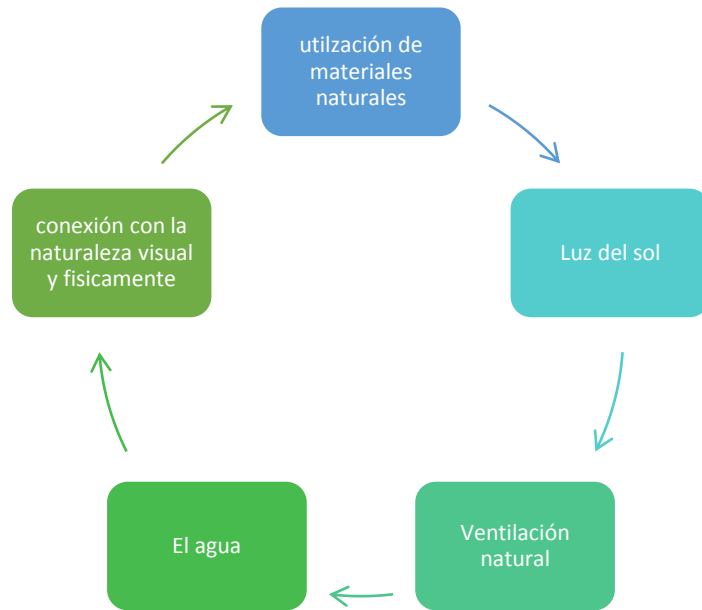 utilzación de
materiales
naturales
Luz del sol
Ventilación
natural
El agua
conexión con la
naturaleza visual
y fisicamente